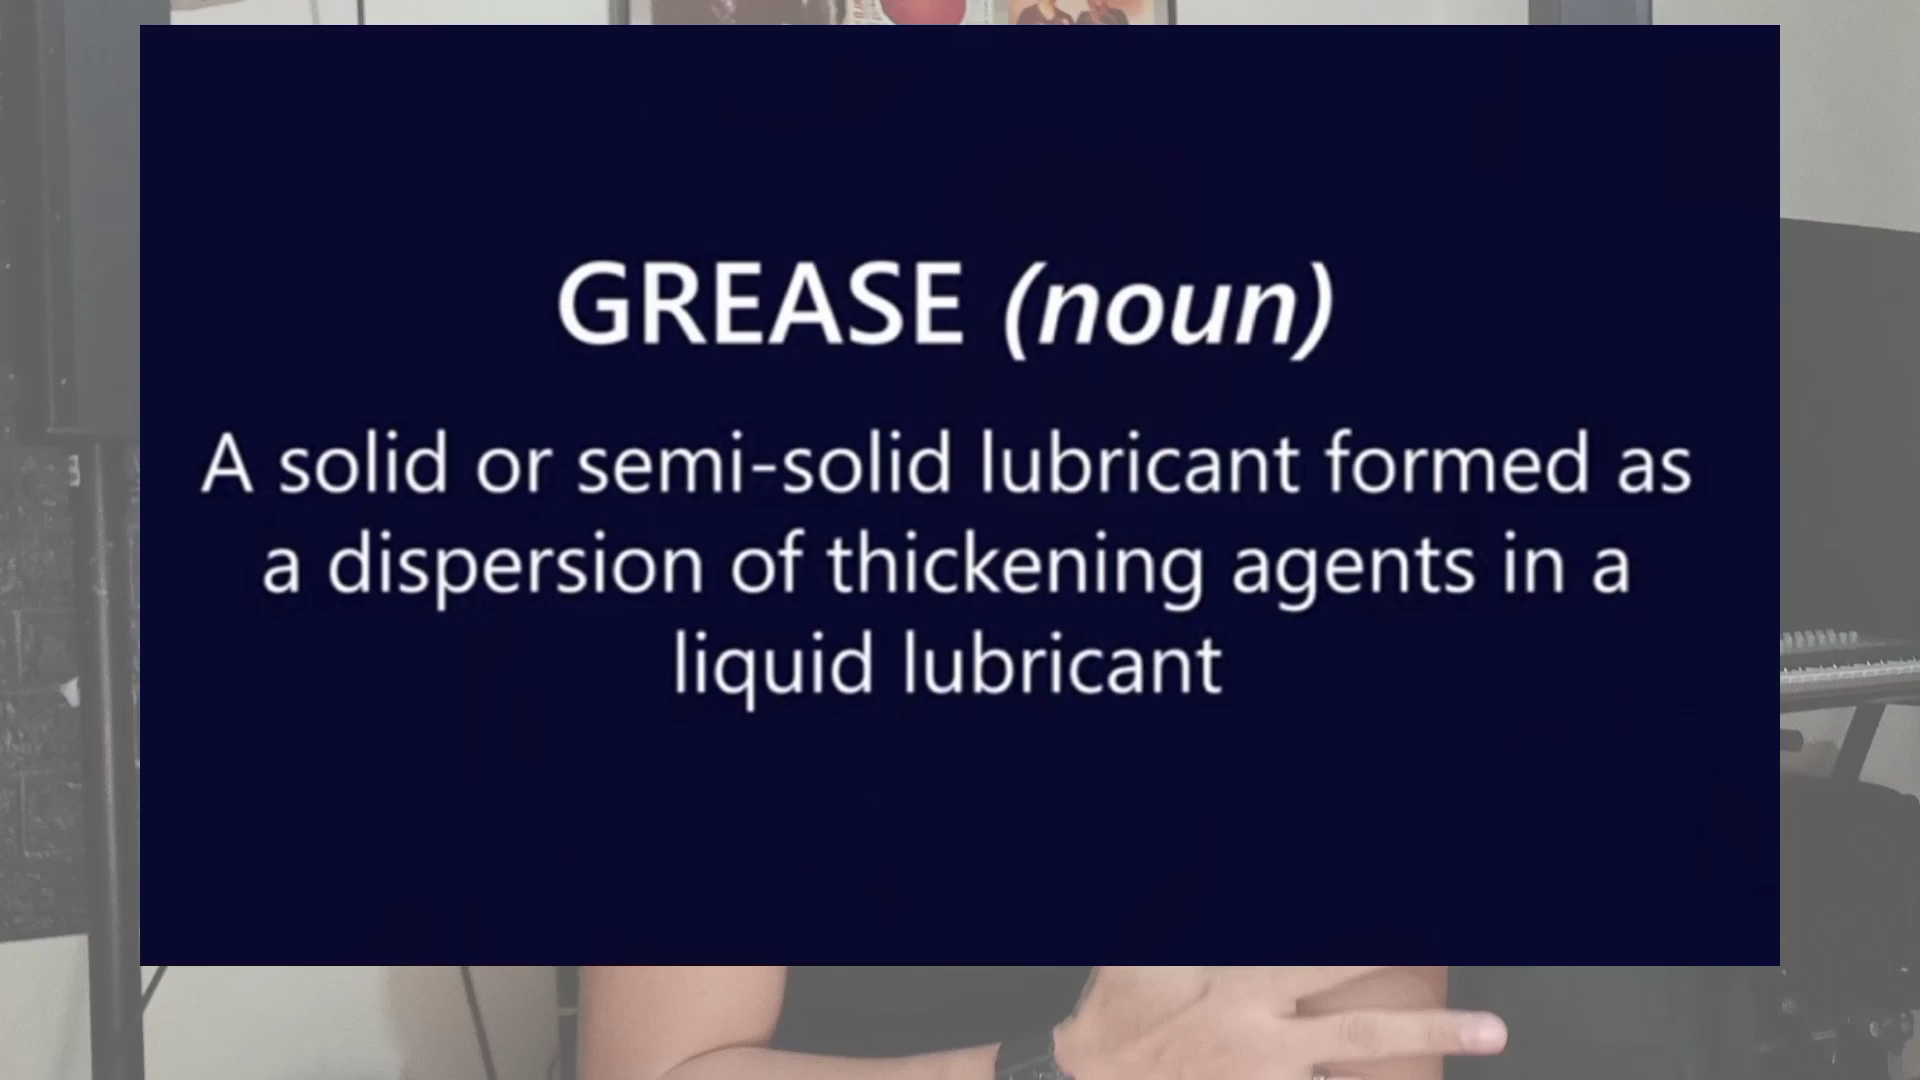 GREASE (noun)
A solid or semi-solid lubricant formed as
a dispersion of thickening agents in a
liquid lubricant